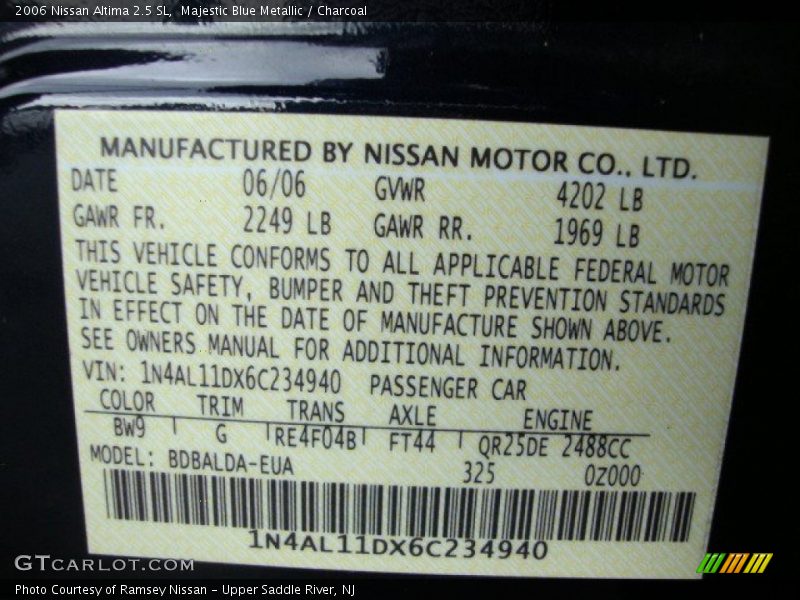 2006 Nissan Altima 2.5 SL, Majestic Blue Metallic / Charcoal
MANUFACTURED BY NISSAN MOTOR CO., LTD.
DATE 06/06 GVWR 4202 LB
GAWR FR. 2249 LB GAWR RR. 1969 LB
THIS VEHICLE CONFORMS TO ALL APPLICABLE FEDERAL MOTOR
VEHICLE SAFETY, BUMPER AND THEFT PREVENTION STANDARDS
IN EFFECT ON THE DATE OF MANUFACTURE SHOWN ABOVE.
SEE OWNERS MANUAL FOR ADDITIONAL INFORMATION.
VIN: 1N4AL11DX6C234940 PASSENGER CAR
COLOR TRIM TRANS AXLE ENGINE
BW9 G RE4F04B FT44 QR25DE 2488CC
MODEL: BDBALDA-EUA 325 0Z000
1N4AL11DX6C234940
GTCARLOT.COM
Photo Courtesy of Ramsey Nissan - Upper Saddle River, NJ